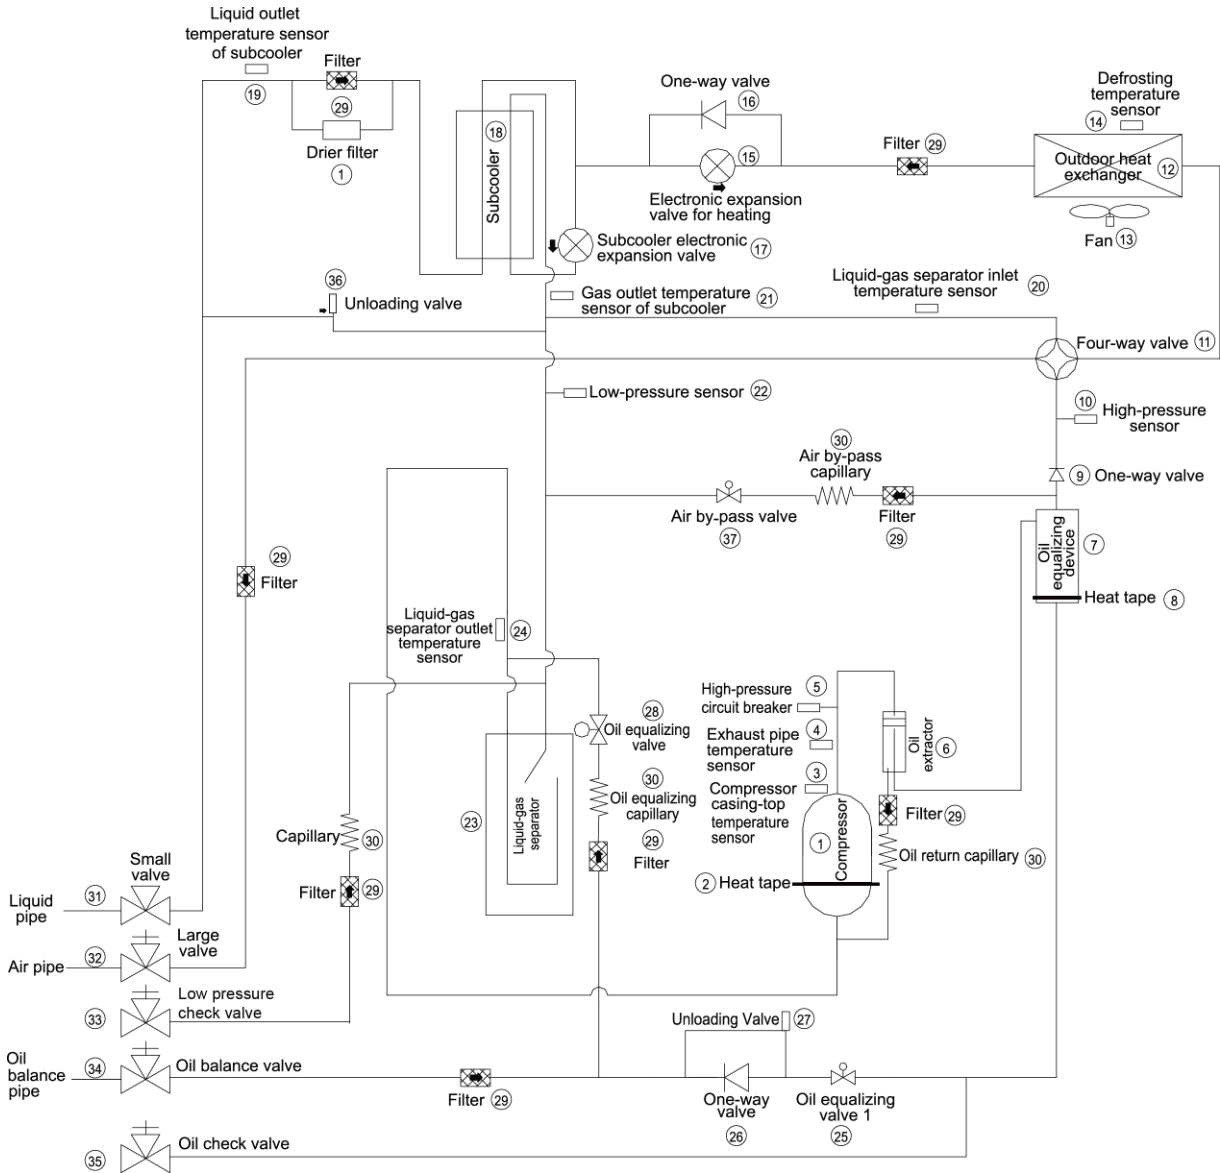 Liquid outlet
temperature sensor
of subcooler
19
Filter
29
Drier filter
1
Subcooler
18
One-way valve
16
15
Electronic expansion
valve for heating
Filter 29
Defrosting
temperature
sensor
14
Outdoor heat
exchanger
12
Fan 13
Subcooler electronic
expansion valve
17
36
Unloading valve
Gas outlet temperature
sensor of subcooler
21
Liquid-gas separator inlet
temperature sensor
20
Four-way valve 11
Low-pressure sensor 22
10
High-pressure
sensor
30
Air by-pass
capillary
9 One-way valve
Air by-pass valve
37
Filter
29
Oil
equalizing
device
7
Heat tape 8
29
Filter
Liquid-gas
separator outlet
temperature
sensor
24
High-pressure
circuit breaker
5
28
Oil equalizing
valve
Exhaust pipe
temperature
sensor
4
Oil
extractor
6
30
Oil equalizing
capillary
Compressor
casing-top
temperature
sensor
3
23
Liquid-gas
separator
Capillary 30
29
Filter
1
Compressor
Filter 29
Oil return capillary 30
2 Heat tape
Filter 29
Small
valve
31
Liquid
pipe
Large
valve
32
Air pipe
Low pressure
check valve
33
Unloading Valve 27
Oil
balance
pipe
34
Oil balance valve
Filter 29
One-way
valve
26
Oil equalizing
valve 1
25
Oil check valve
35